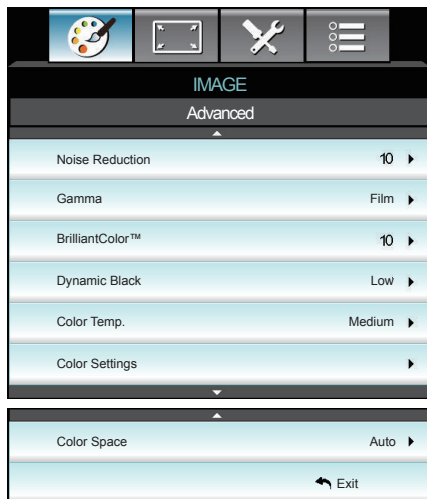 IMAGE
Advanced
Noise Reduction 10
Gamma Film
BrilliantColor™ 10
Dynamic Black Low
Color Temp. Medium
Color Settings
Color Space Auto
Exit